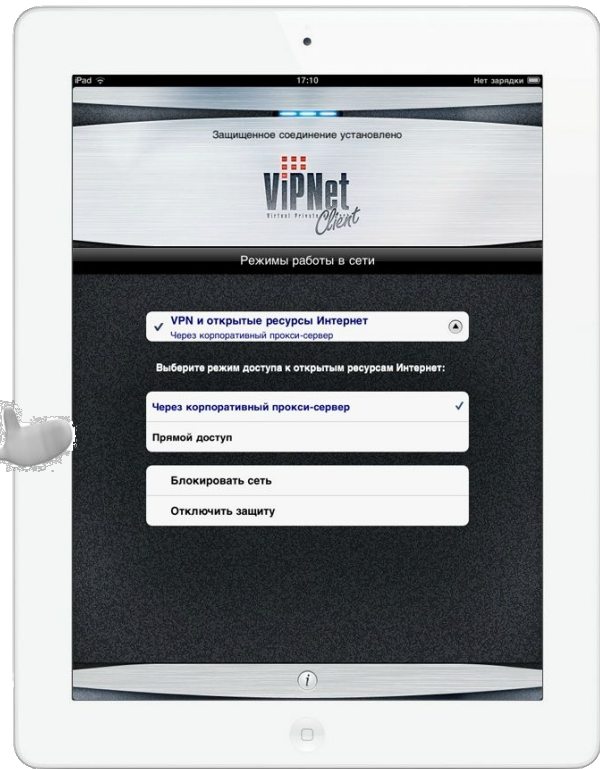 iPad 17:10 Нет зарядки
Защищенное соединение установлено
ViPNet
Virtual Private
Client
Режимы работы в сети
VPN и открытые ресурсы Интернет
Через корпоративный прокси-сервер
Выберите режим доступа к открытым ресурсам Интернет:
Через корпоративный прокси-сервер
Прямой доступ
Блокировать сеть
Отключить защиту
i